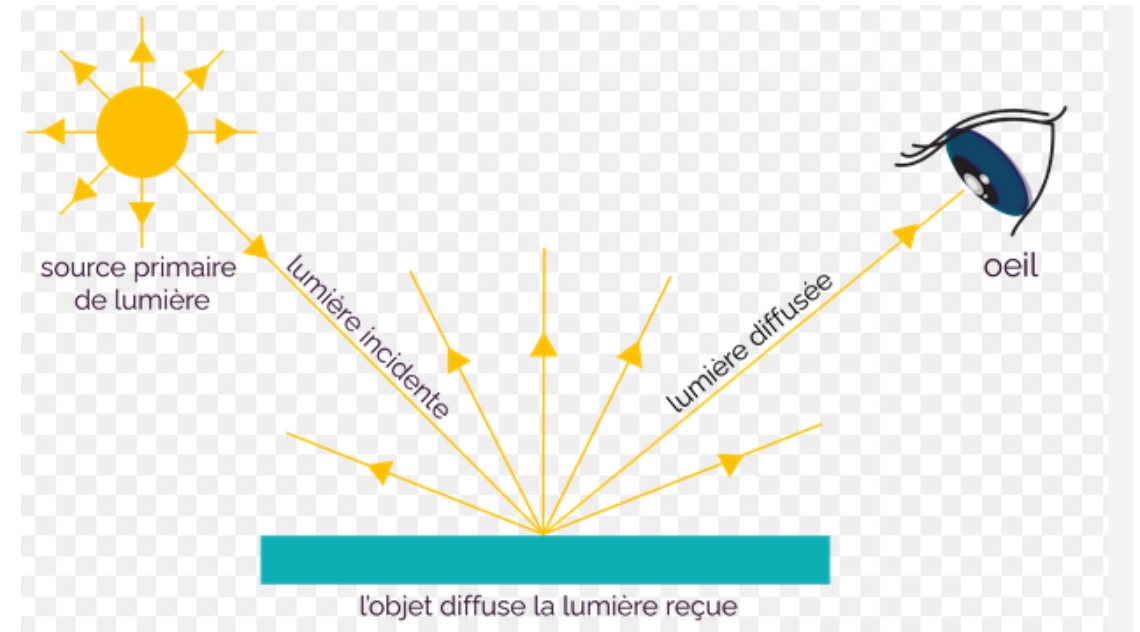 source primaire
de lumière
lumière incidente
lumière diffusée
oeil
l'objet diffuse la lumière reçue